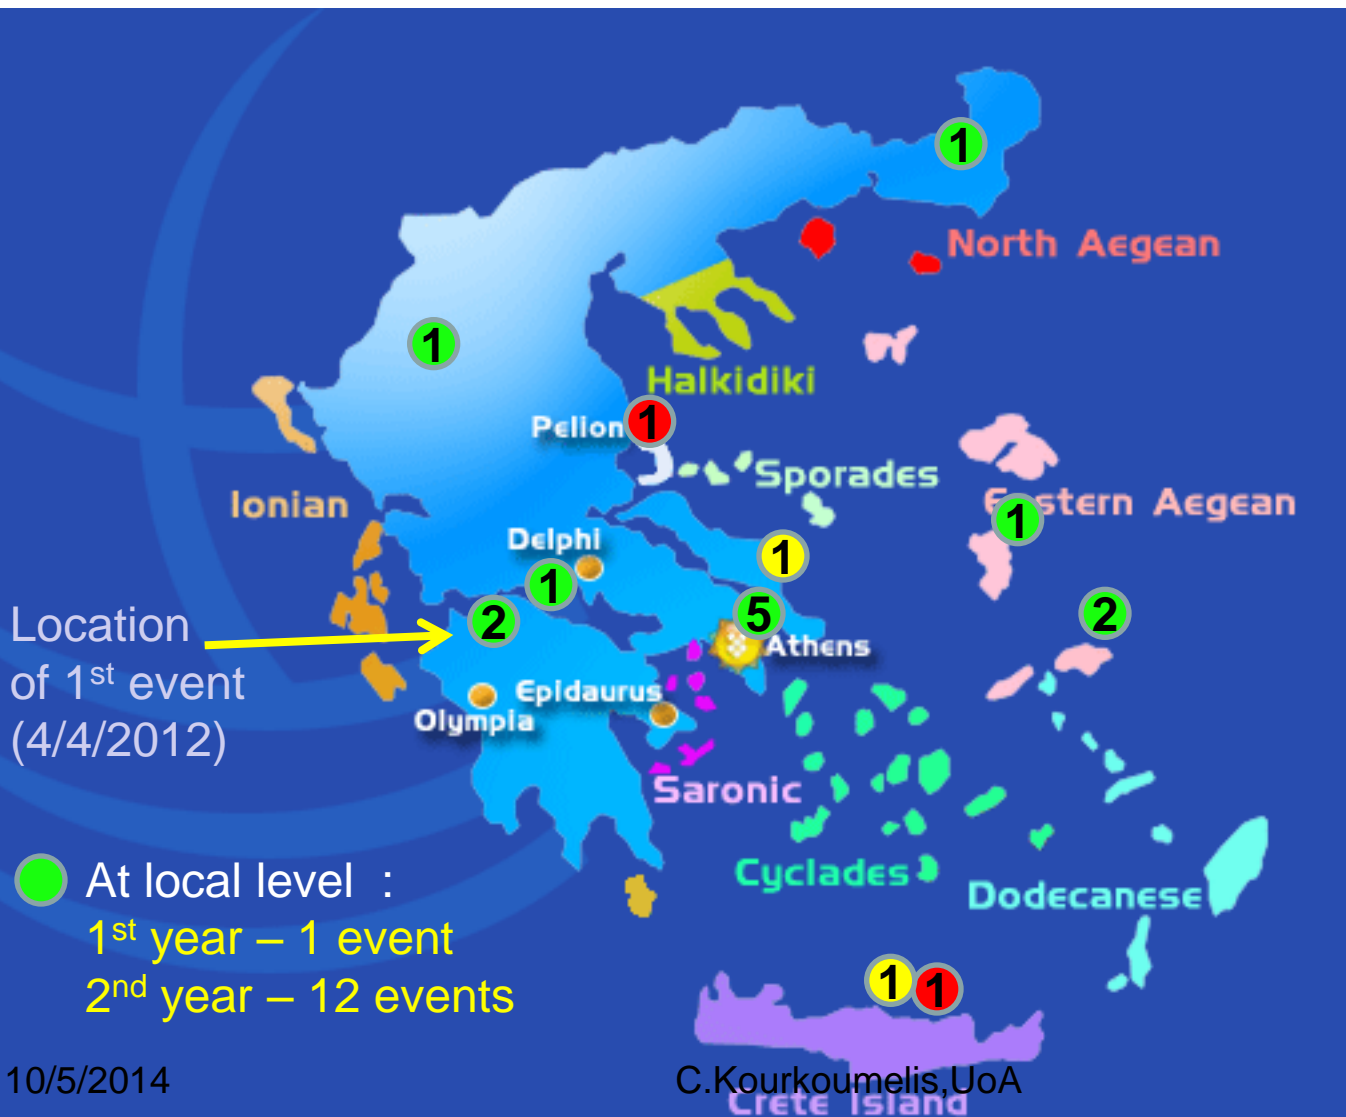 1
North Aegean
1
Halkidiki
Pelion 1
Sporades
Ionian
Eastern Aegean
1
Delphi
1
1
2
5
2
Athens
Location
of 1st event
(4/4/2012)
Epidaurus
Olympia
Saronic
At local level :
1st year – 1 event
2nd year – 12 events
Cyclades
Dodecanese
1 1
10/5/2014
C.Kourkoumelis,UoA
Crete Island